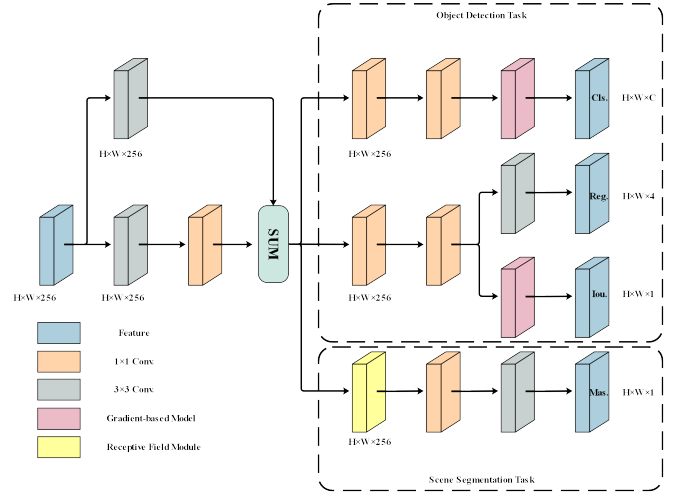 Object Detection Task
Cls.
H×W×C
H×W×256
H×W×256
Reg.
H×W×4
SUM
H×W×256
H×W×256
H×W×256
Iou.
H×W×1
Feature
1×1 Conv.
3×3 Conv.
Gradient-based Model
Receptive Field Module
Mas.
H×W×1
H×W×256
Scene Segmentation Task